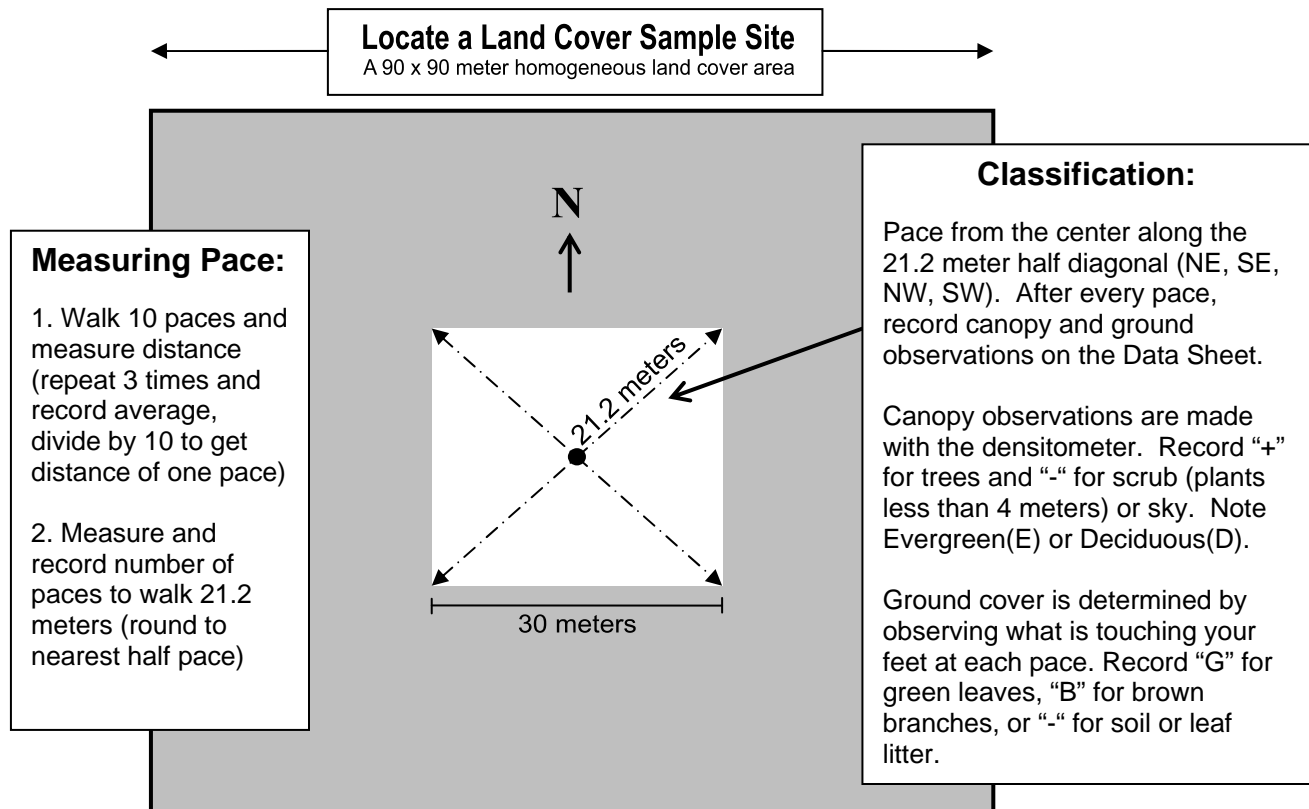 Locate a Land Cover Sample Site
A 90 x 90 meter homogeneous land cover area
N
Measuring Pace:
1. Walk 10 paces and
measure distance
(repeat 3 times and
record average,
divide by 10 to get
distance of one pace)
2. Measure and
record number of
paces to walk 21.2
meters (round to
nearest half pace)
21.2 meters
30 meters
Classification:
Pace from the center along the
21.2 meter half diagonal (NE, SE,
NW, SW).  After every pace,
record canopy and ground
observations on the Data Sheet.
Canopy observations are made
with the densitometer.  Record “+”
for trees and “-“ for scrub (plants
less than 4 meters) or sky.  Note
Evergreen(E) or Deciduous(D).
Ground cover is determined by
observing what is touching your
feet at each pace. Record “G” for
green leaves, “B” for brown
branches, or “-“ for soil or leaf
litter.